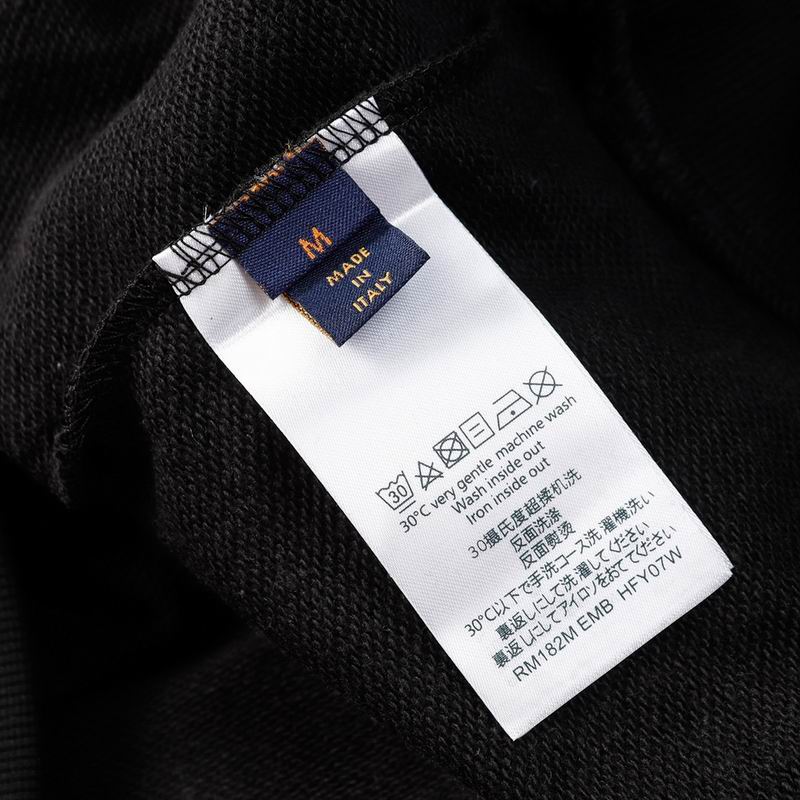 M
MADE
IN
ITALY
30
30°C very gentle machine wash
Wash inside out
Iron inside out
30摄氏度超揉机洗
反面洗涤
反面熨烫
30°C以下で手洗コース洗濯機洗い
裏返しにして洗濯してください
裏返しにしてアイロンをおてでください
RM182M EMB HFY07W